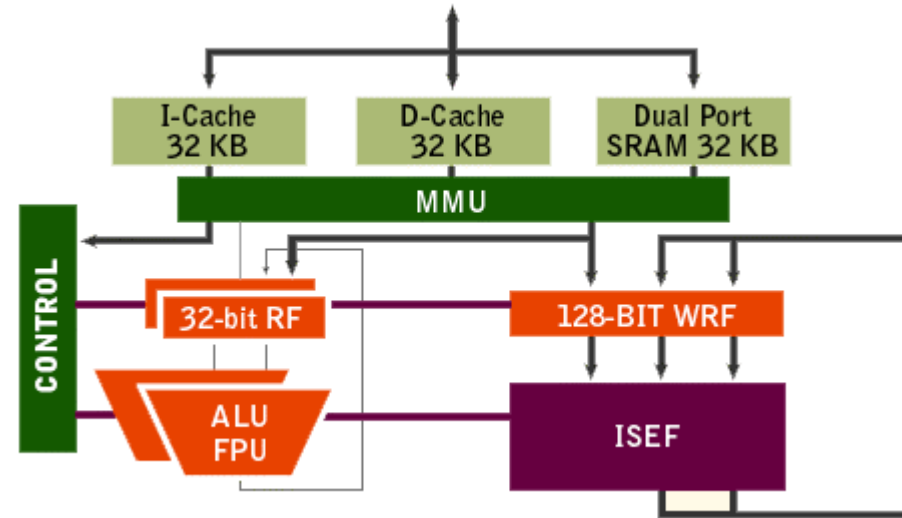 I-Cache
32 KB
D-Cache
32 KB
Dual Port
SRAM 32 KB
MMU
CONTROL
32-bit RF
128-BIT WRF
ALU
FPU
ISEF